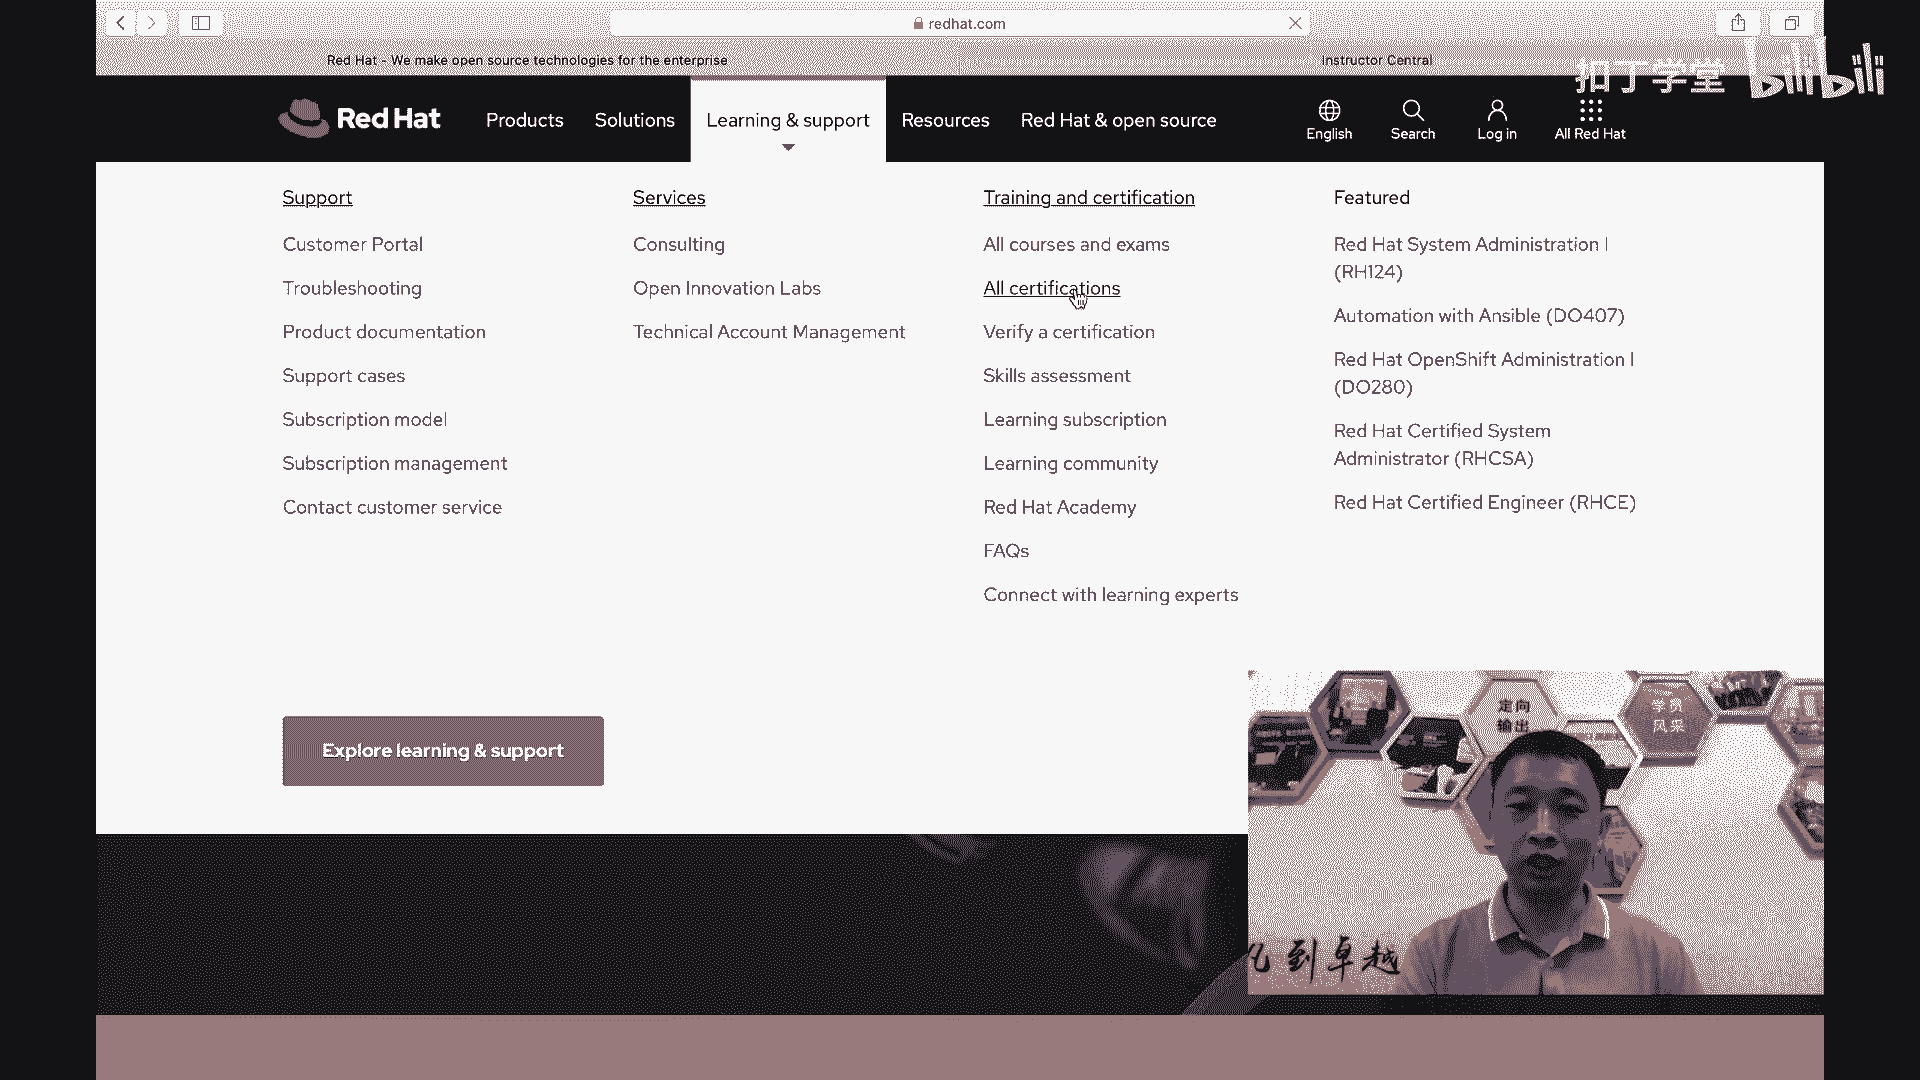 redhat.com
Red Hat - We make open source technologies for the enterprise
Instructor Central
扣丁学堂 bilibili
Red Hat
Products
Solutions
Learning & support
Resources
Red Hat & open source
English
Search
Log in
All Red Hat
Support
Customer Portal
Troubleshooting
Product documentation
Support cases
Subscription model
Subscription management
Contact customer service
Services
Consulting
Open Innovation Labs
Technical Account Management
Training and certification
All courses and exams
All certifications
Verify a certification
Skills assessment
Learning subscription
Learning community
Red Hat Academy
FAQs
Connect with learning experts
Featured
Red Hat System Administration I
(RH124)
Automation with Ansible (DO407)
Red Hat OpenShift Administration I
(DO280)
Red Hat Certified System
Administrator (RHCSA)
Red Hat Certified Engineer (RHCE)
Explore learning & support
定向
输出
学员
风采
到卓越